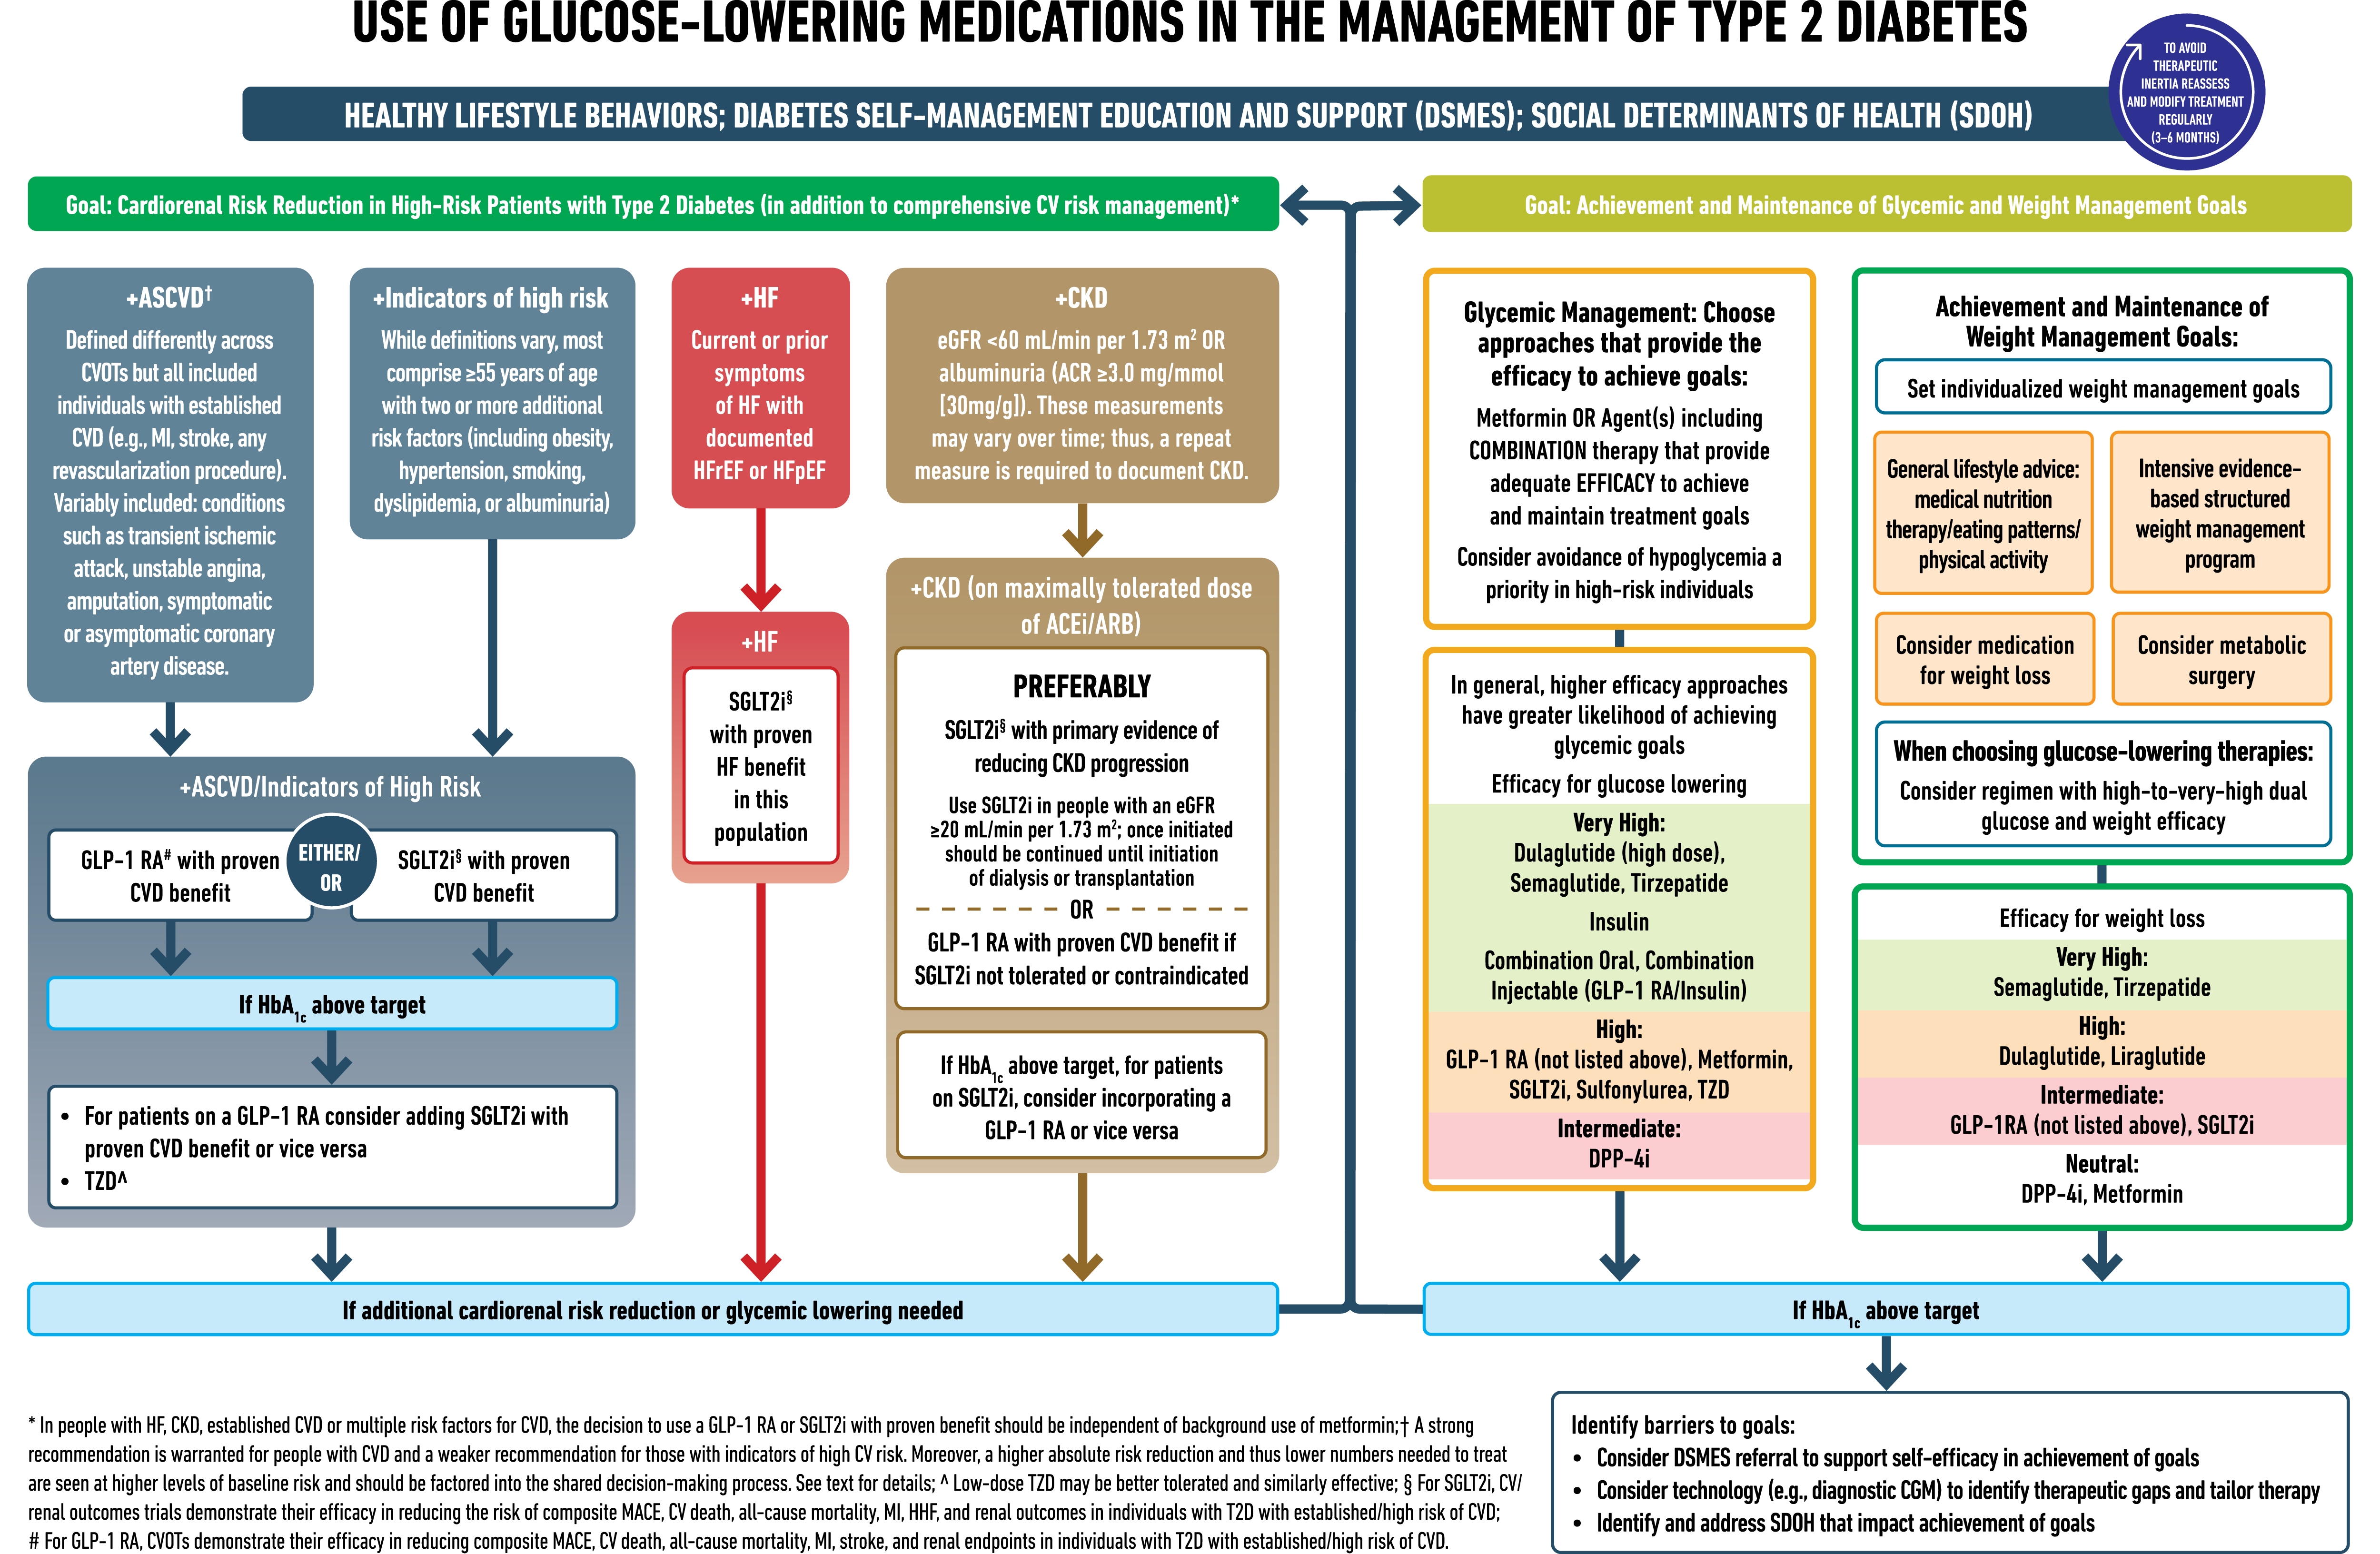 USE OF GLUCOSE-LOWERING MEDICATIONS IN THE MANAGEMENT OF TYPE 2 DIABETES
TO AVOID
THERAPEUTIC
INERTIA REASSESS
AND MODIFY TREATMENT
REGULARLY
(3–6 MONTHS)
HEALTHY LIFESTYLE BEHAVIORS; DIABETES SELF-MANAGEMENT EDUCATION AND SUPPORT (DSMES); SOCIAL DETERMINANTS OF HEALTH (SDOH)
Goal: Cardiorenal Risk Reduction in High-Risk Patients with Type 2 Diabetes (in addition to comprehensive CV risk management)*
+ASCVD†
Defined differently across
CVOTs but all included
individuals with established
CVD (e.g., MI, stroke, any
revascularization procedure).
Variably included: conditions
such as transient ischemic
attack, unstable angina,
amputation, symptomatic
or asymptomatic coronary
artery disease.
+Indicators of high risk
While definitions vary, most
comprise ≥55 years of age
with two or more additional
risk factors (including obesity,
hypertension, smoking,
dyslipidemia, or albuminuria)
+ASCVD/Indicators of High Risk
GLP-1 RA# with proven
CVD benefit
EITHER/
OR
SGLT2i§ with proven
CVD benefit
If HbA1c above target
• For patients on a GLP-1 RA consider adding SGLT2i with
proven CVD benefit or vice versa
• TZD^
+HF
Current or prior
symptoms
of HF with
documented
HFrEF or HFpEF
+HF
SGLT2i§
with proven
HF benefit
in this
population
+CKD
eGFR <60 mL/min per 1.73 m² OR
albuminuria (ACR ≥3.0 mg/mmol
[30mg/g]). These measurements
may vary over time; thus, a repeat
measure is required to document CKD.
+CKD (on maximally tolerated dose
of ACEi/ARB)
PREFERABLY
SGLT2i§ with primary evidence of
reducing CKD progression
Use SGLT2i in people with an eGFR
≥20 mL/min per 1.73 m²; once initiated
should be continued until initiation
of dialysis or transplantation
OR
GLP-1 RA with proven CVD benefit if
SGLT2i not tolerated or contraindicated
If HbA1c above target, for patients
on SGLT2i, consider incorporating a
GLP-1 RA or vice versa
If additional cardiorenal risk reduction or glycemic lowering needed
Goal: Achievement and Maintenance of Glycemic and Weight Management Goals
Glycemic Management: Choose
approaches that provide the
efficacy to achieve goals:
Metformin OR Agent(s) including
COMBINATION therapy that provide
adequate EFFICACY to achieve
and maintain treatment goals
Consider avoidance of hypoglycemia a
priority in high-risk individuals
In general, higher efficacy approaches
have greater likelihood of achieving
glycemic goals
Efficacy for glucose lowering
Very High:
Dulaglutide (high dose),
Semaglutide, Tirzepatide
Insulin
Combination Oral, Combination
Injectable (GLP-1 RA/Insulin)
High:
GLP-1 RA (not listed above), Metformin,
SGLT2i, Sulfonylurea, TZD
Intermediate:
DPP-4i
Achievement and Maintenance of
Weight Management Goals:
Set individualized weight management goals
General lifestyle advice:
medical nutrition
therapy/eating patterns/
physical activity
Intensive evidence-
based structured
weight management
program
Consider medication
for weight loss
Consider metabolic
surgery
When choosing glucose-lowering therapies:
Consider regimen with high-to-very-high dual
glucose and weight efficacy
Efficacy for weight loss
Very High:
Semaglutide, Tirzepatide
High:
Dulaglutide, Liraglutide
Intermediate:
GLP-1RA (not listed above), SGLT2i
Neutral:
DPP-4i, Metformin
If HbA1c above target
Identify barriers to goals:
• Consider DSMES referral to support self-efficacy in achievement of goals
• Consider technology (e.g., diagnostic CGM) to identify therapeutic gaps and tailor therapy
• Identify and address SDOH that impact achievement of goals
* In people with HF, CKD, established CVD or multiple risk factors for CVD, the decision to use a GLP-1 RA or SGLT2i with proven benefit should be independent of background use of metformin;† A strong
recommendation is warranted for people with CVD and a weaker recommendation for those with indicators of high CV risk. Moreover, a higher absolute risk reduction and thus lower numbers needed to treat
are seen at higher levels of baseline risk and should be factored into the shared decision-making process. See text for details; ^ Low-dose TZD may be better tolerated and similarly effective; § For SGLT2i, CV/
renal outcomes trials demonstrate their efficacy in reducing the risk of composite MACE, CV death, all-cause mortality, MI, HHF, and renal outcomes in individuals with T2D with established/high risk of CVD;
# For GLP-1 RA, CVOTs demonstrate their efficacy in reducing composite MACE, CV death, all-cause mortality, MI, stroke, and renal endpoints in individuals with T2D with established/high risk of CVD.